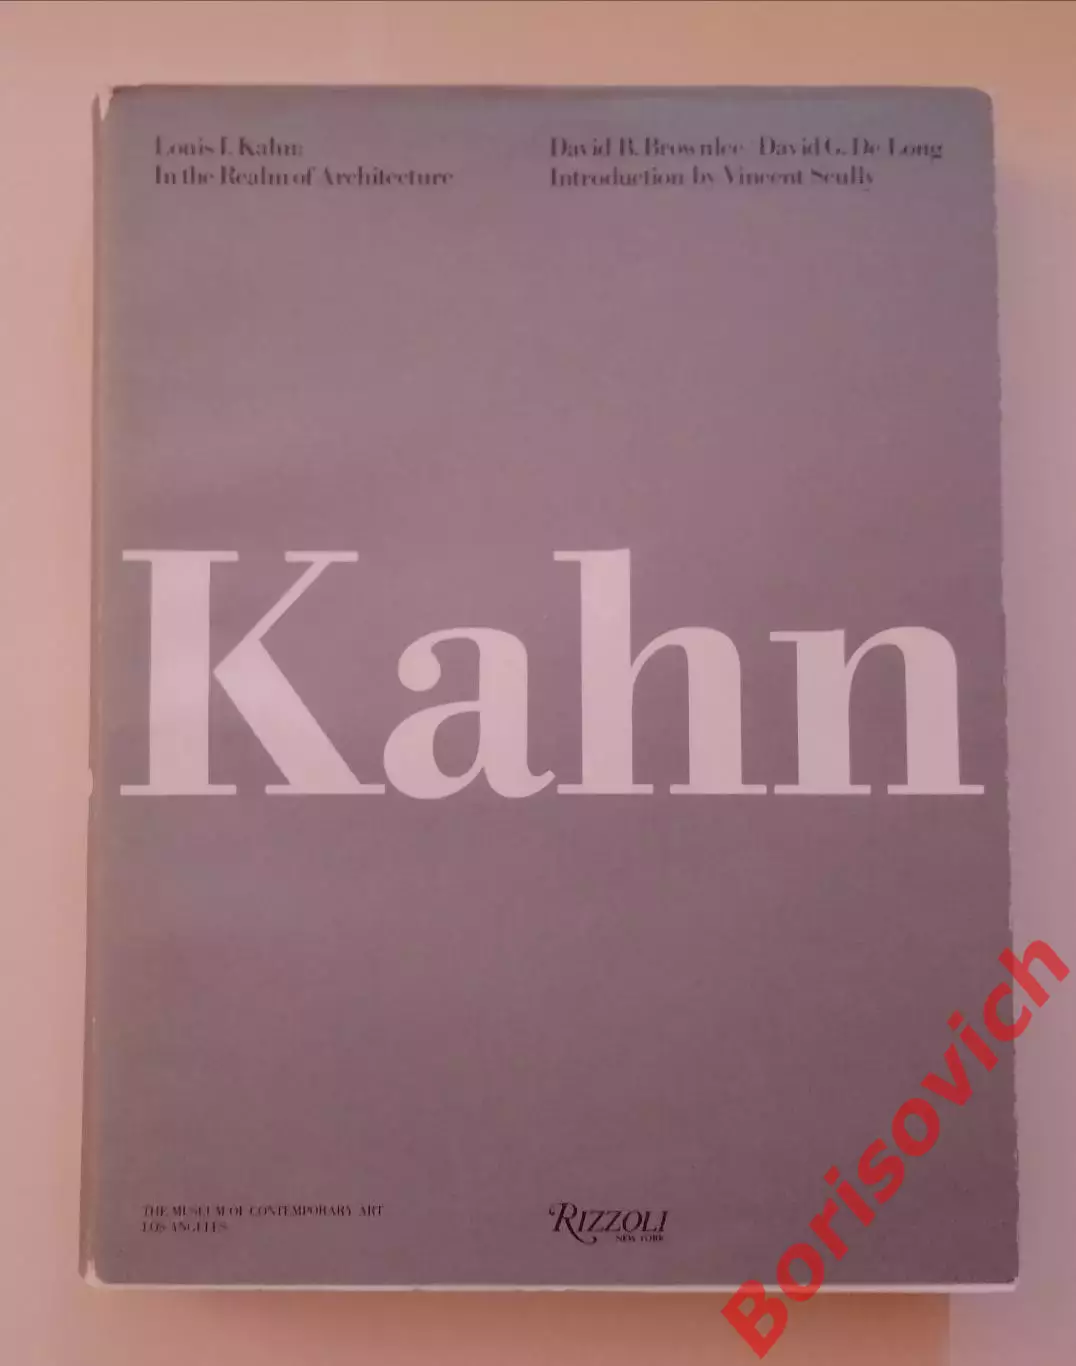 Louis I. Kahn:
In the Realm of Architecture
David B. Brownlee / David G. De Long
Introduction by Vincent Scully
Kahn
THE MUSEUM OF CONTEMPORARY ART
LOS ANGELES
RIZZOLI
NEW YORK
Borisovich